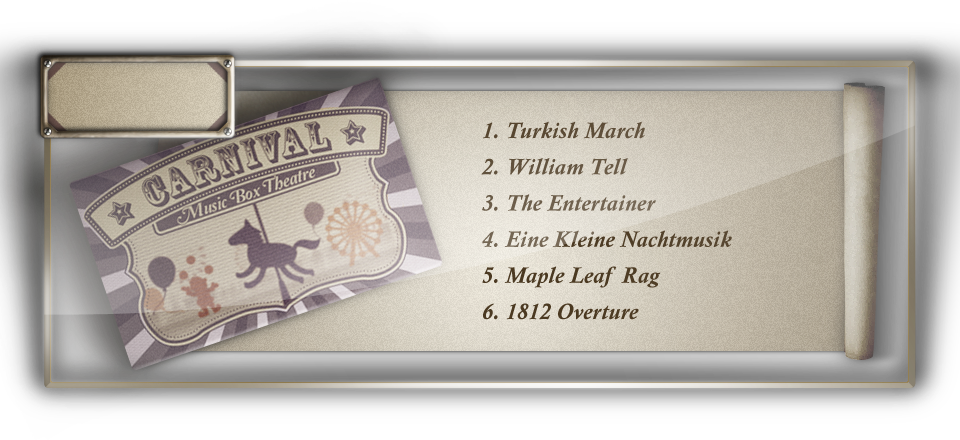 CARNIVAL
Music Box Theatre
1. Turkish March
2. William Tell
3. The Entertainer
4. Eine Kleine Nachtmusik
5. Maple Leaf Rag
6. 1812 Overture